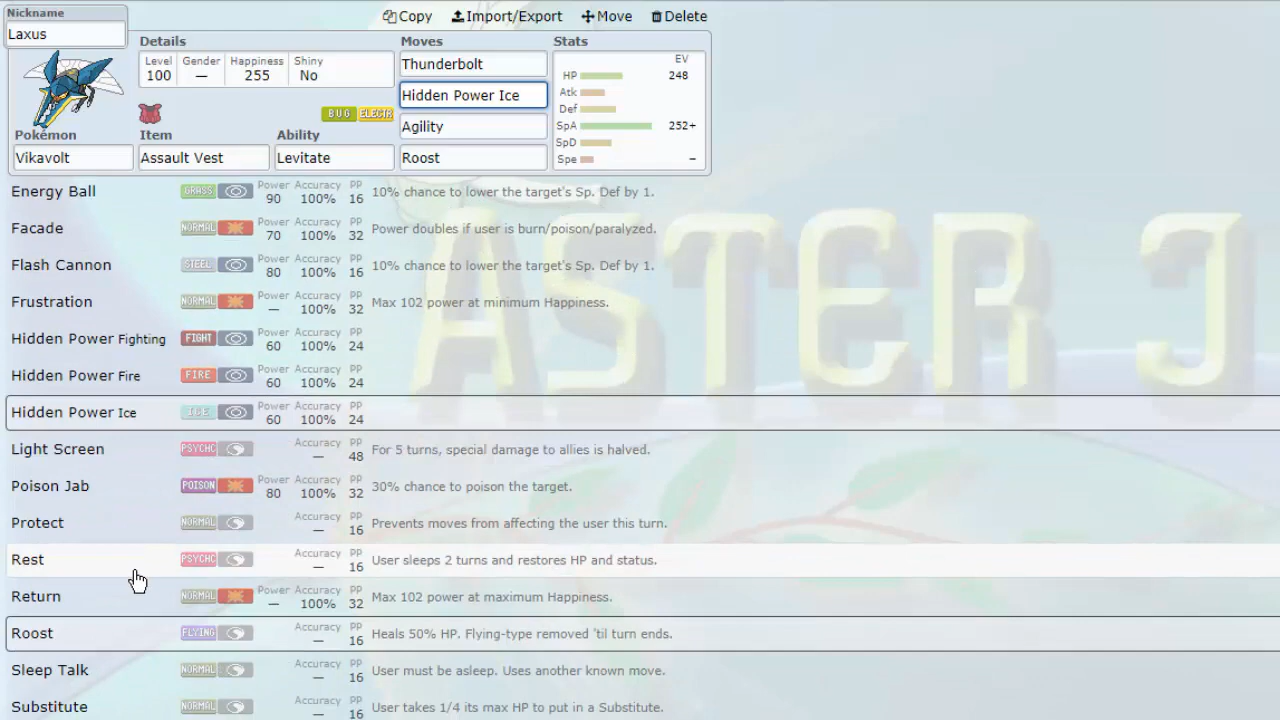 Nickname
Laxus
Copy Import/Export Move Delete
Details
Level Gender Happiness Shiny
100 — 255 No
BUG ELECTR
Pokémon Item Ability
Vikavolt Assault Vest Levitate
Moves
Thunderbolt
Hidden Power Ice
Agility
Roost
Stats
EV
HP 248
Atk
Def
SpA 252+
SpD
Spe –
Energy Ball GRASS Power 90 Accuracy 100% PP 16 10% chance to lower the target's Sp. Def by 1.
Facade NORMAL Power 70 Accuracy 100% PP 32 Power doubles if user is burn/poison/paralyzed.
Flash Cannon STEEL Power 80 Accuracy 100% PP 16 10% chance to lower the target's Sp. Def by 1.
Frustration NORMAL Power — Accuracy 100% PP 32 Max 102 power at minimum Happiness.
Hidden Power Fighting FIGHT Power 60 Accuracy 100% PP 24
Hidden Power Fire FIRE Power 60 Accuracy 100% PP 24
Hidden Power Ice ICE Power 60 Accuracy 100% PP 24
Light Screen PSYCHC Accuracy — PP 48 For 5 turns, special damage to allies is halved.
Poison Jab POISON Power 80 Accuracy 100% PP 32 30% chance to poison the target.
Protect NORMAL Accuracy — PP 16 Prevents moves from affecting the user this turn.
Rest PSYCHC Accuracy — PP 16 User sleeps 2 turns and restores HP and status.
Return NORMAL Power — Accuracy 100% PP 32 Max 102 power at maximum Happiness.
Roost FLYING Accuracy — PP 16 Heals 50% HP. Flying-type removed 'til turn ends.
Sleep Talk NORMAL Accuracy — PP 16 User must be asleep. Uses another known move.
Substitute NORMAL Accuracy — PP 16 User takes 1/4 its max HP to put in a Substitute.
ASTER J